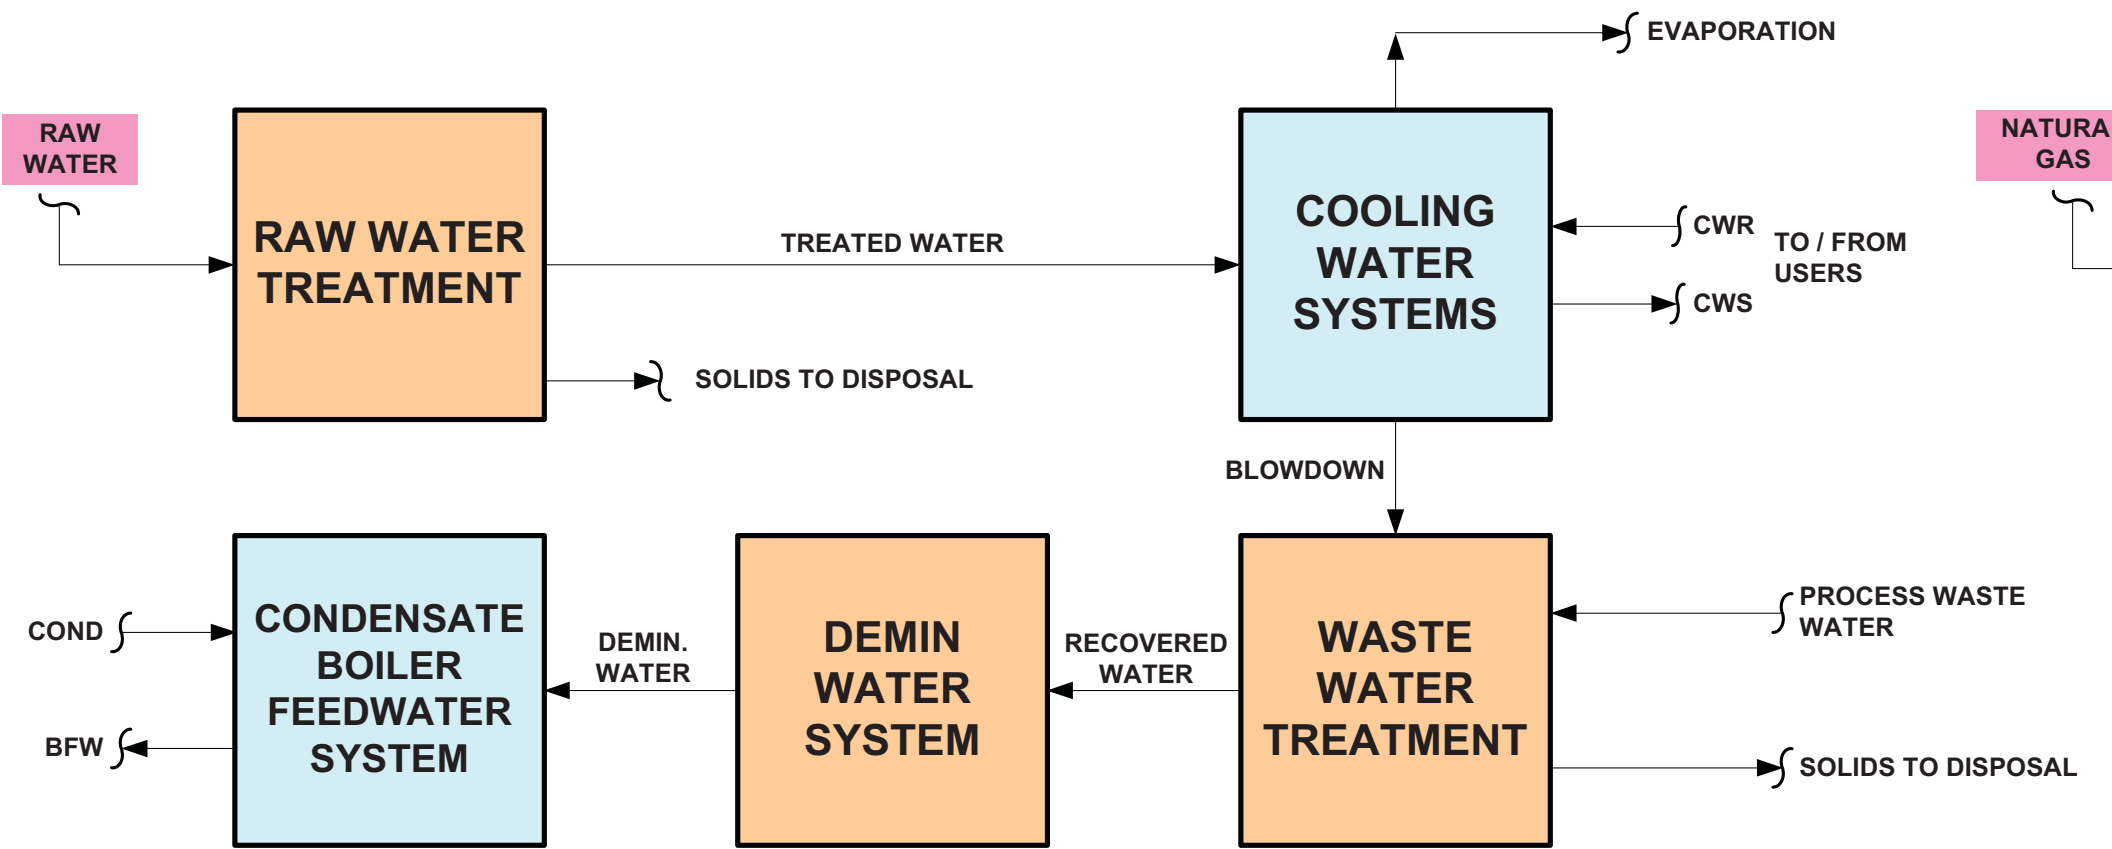 EVAPORATION
RAW
WATER
RAW WATER
TREATMENT
TREATED WATER
SOLIDS TO DISPOSAL
COOLING
WATER
SYSTEMS
CWR
CWS
TO / FROM
USERS
NATURA
GAS
BLOWDOWN
COND
BFW
CONDENSATE
BOILER
FEEDWATER
SYSTEM
DEMIN.
WATER
DEMIN
WATER
SYSTEM
RECOVERED
WATER
WASTE
WATER
TREATMENT
PROCESS WASTE
WATER
SOLIDS TO DISPOSAL